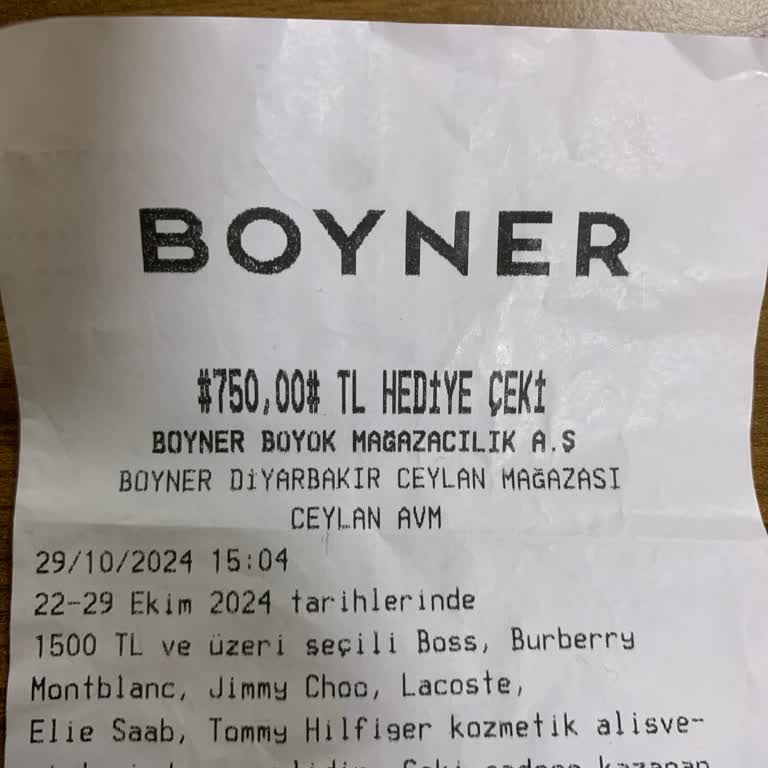 BOYNER
#750,00# TL HEDİYE ÇEKİ
BOYNER BÜYÜK MAĞAZACILIK A.Ş
BOYNER DİYARBAKIR CEYLAN MAĞAZASI
CEYLAN AVM
29/10/2024 15:04
22-29 Ekim 2024 tarihlerinde
1500 TL ve üzeri seçili Boss, Burberry
Montblanc, Jimmy Choo, Lacoste,
Elie Saab, Tommy Hilfiger kozmetik alisve-